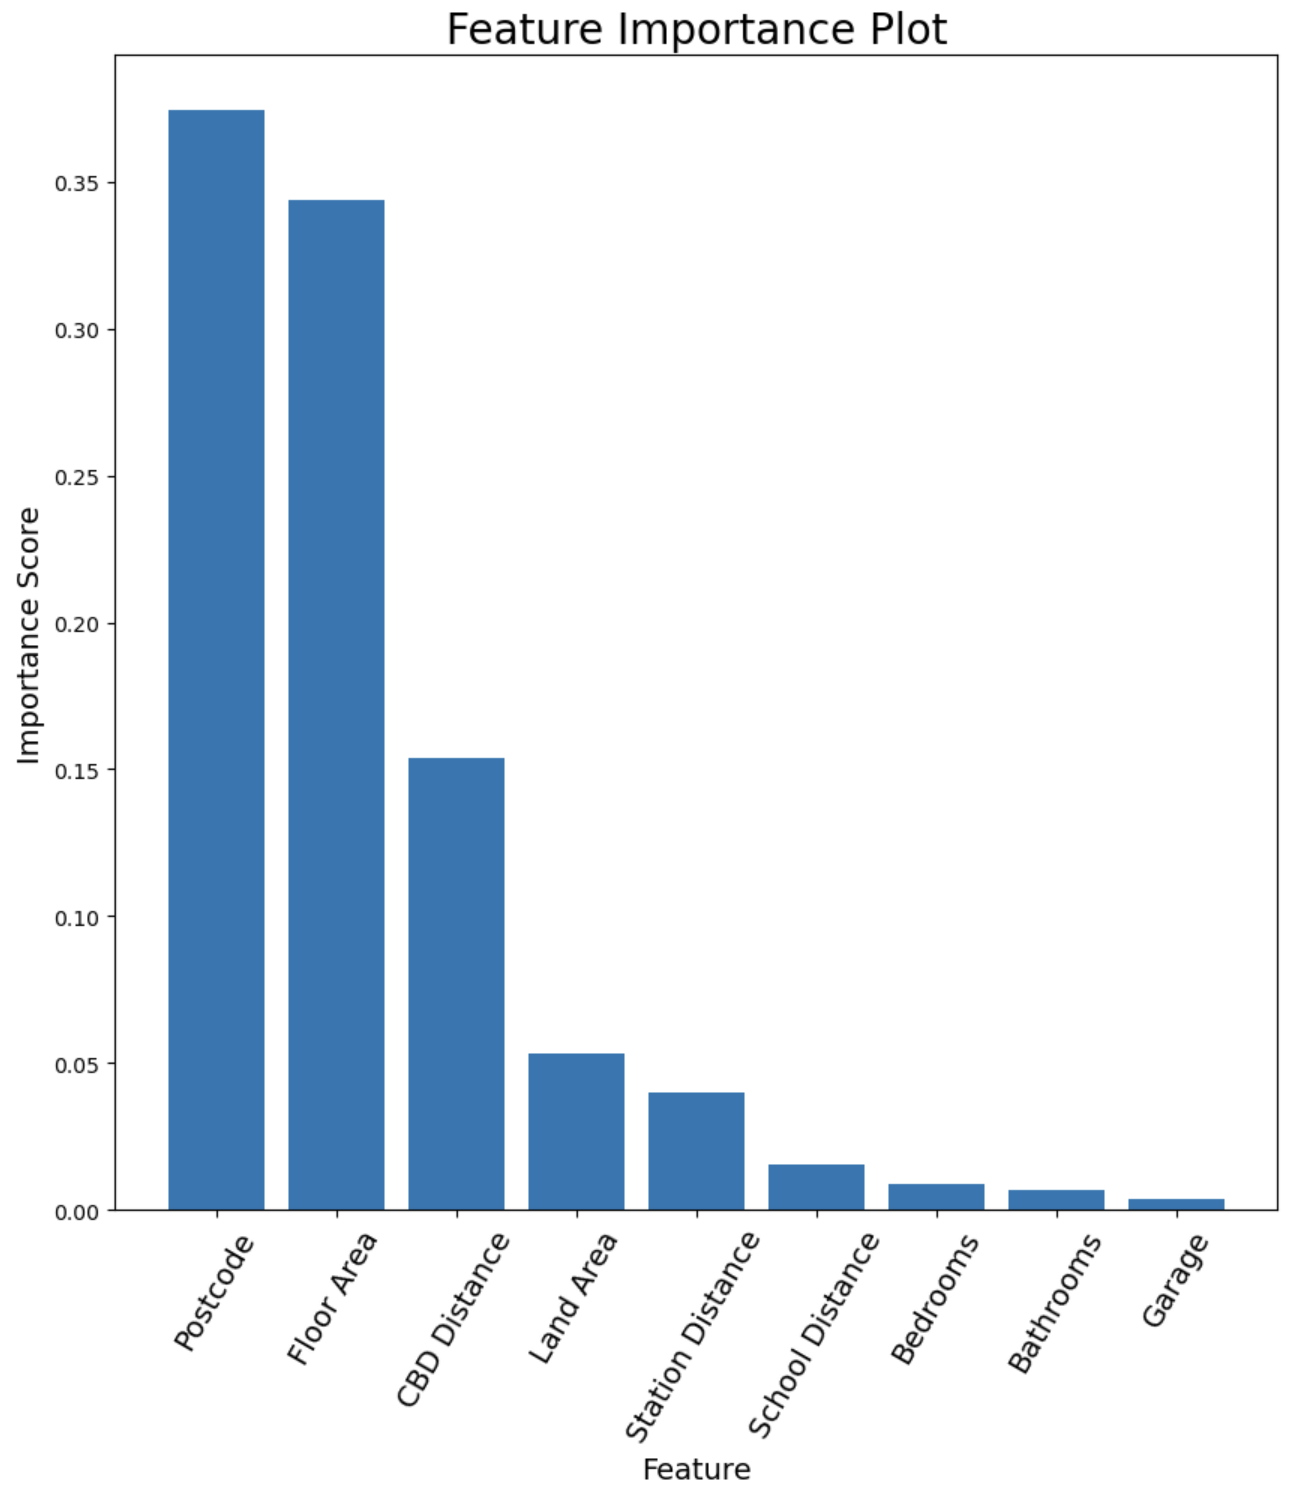 Feature Importance Plot
Importance Score
0.35
0.30
0.25
0.20
0.15
0.10
0.05
0.00
Postcode
Floor Area
CBD Distance
Land Area
Station Distance
School Distance
Bedrooms
Bathrooms
Garage
Feature